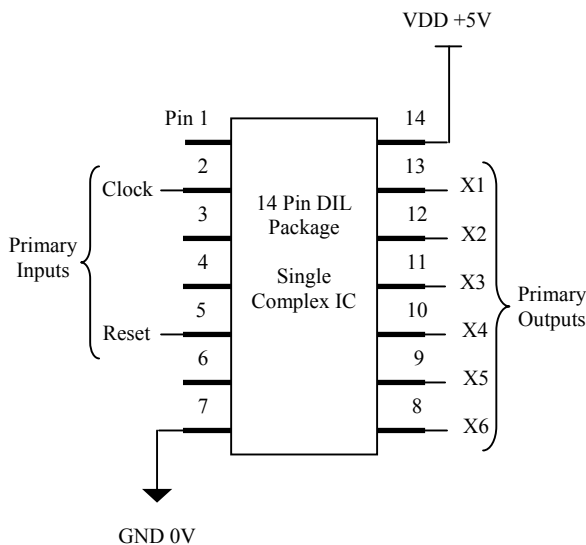 VDD +5V
Pin 1
14
2
13
Clock
X1
14 Pin DIL
Package
3
12
X2
Primary
Inputs
4
11
Single
Complex IC
X3
Primary
Outputs
5
10
Reset
X4
6
9
X5
7
8
X6
GND 0V